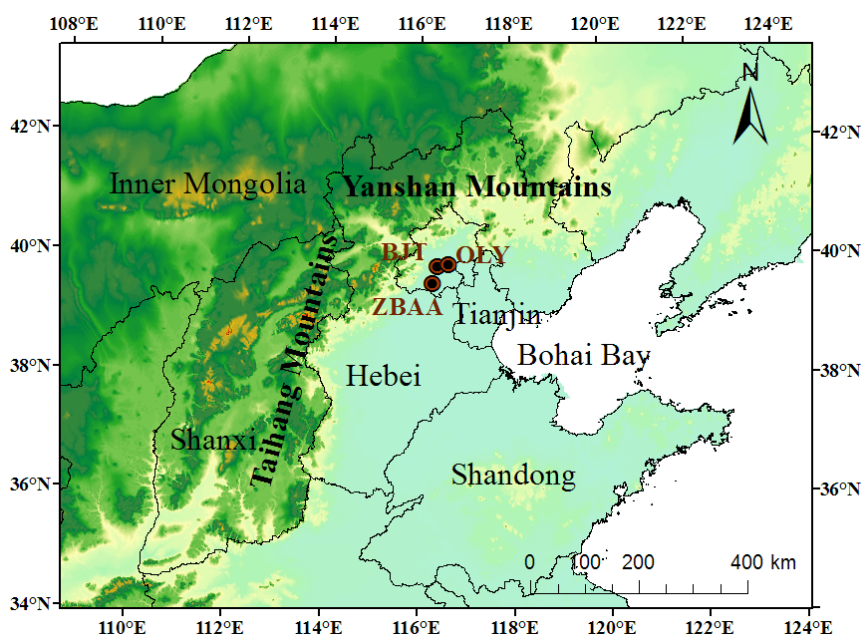 108°E 110°E 112°E 114°E 116°E 118°E 120°E 122°E 124°E
N
42°N 42°N
Inner Mongolia
Yanshan Mountains
40°N 40°N
BJT OLY
ZBAA
Tianjin
Taihang Mountains
Bohai Bay
38°N 38°N
Hebei
Shanxi
Shandong
36°N 36°N
0 100 200 400 km
34°N 34°N
110°E 112°E 114°E 116°E 118°E 120°E 122°E 124°E